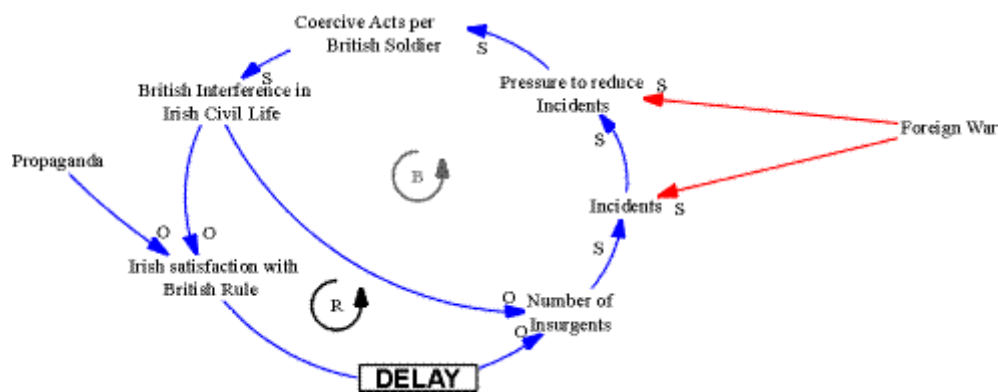 Coercive Acts per
British Soldier
S
S
British Interference in
Irish Civil Life
Pressure to reduce
Incidents
S
Foreign War
S
Propaganda
B
Incidents
S
O
O
S
Irish satisfaction with
British Rule
R
O
Number of
Insurgents
O
DELAY